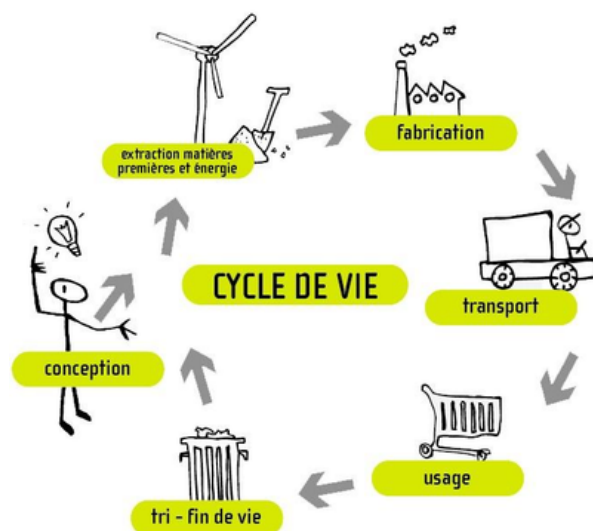 extraction matières
premières et énergie
fabrication
CYCLE DE VIE
transport
conception
usage
tri - fin de vie